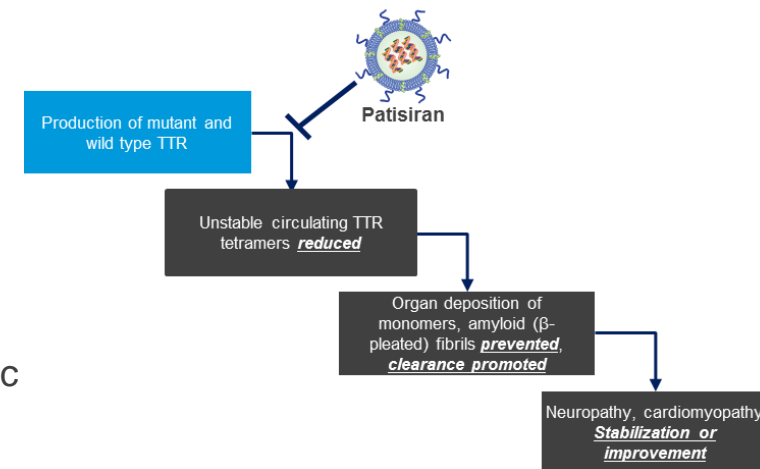 Patisiran
Production of mutant and
wild type TTR
Unstable circulating TTR
tetramers reduced
Organ deposition of
monomers, amyloid (β-
pleated) fibrils prevented,
clearance promoted
c
Neuropathy, cardiomyopathy
Stabilization or
improvement